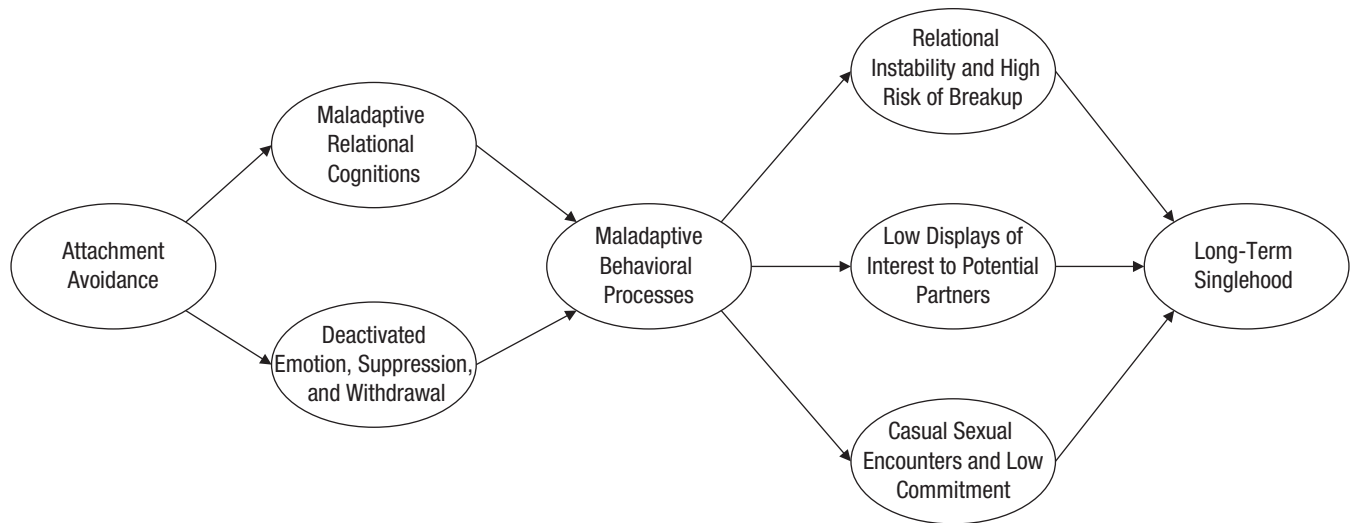 Attachment
Avoidance
Maladaptive
Relational
Cognitions
Deactivated
Emotion, Suppression,
and Withdrawal
Maladaptive
Behavioral
Processes
Relational
Instability and High
Risk of Breakup
Low Displays of
Interest to Potential
Partners
Casual Sexual
Encounters and Low
Commitment
Long-Term
Singlehood